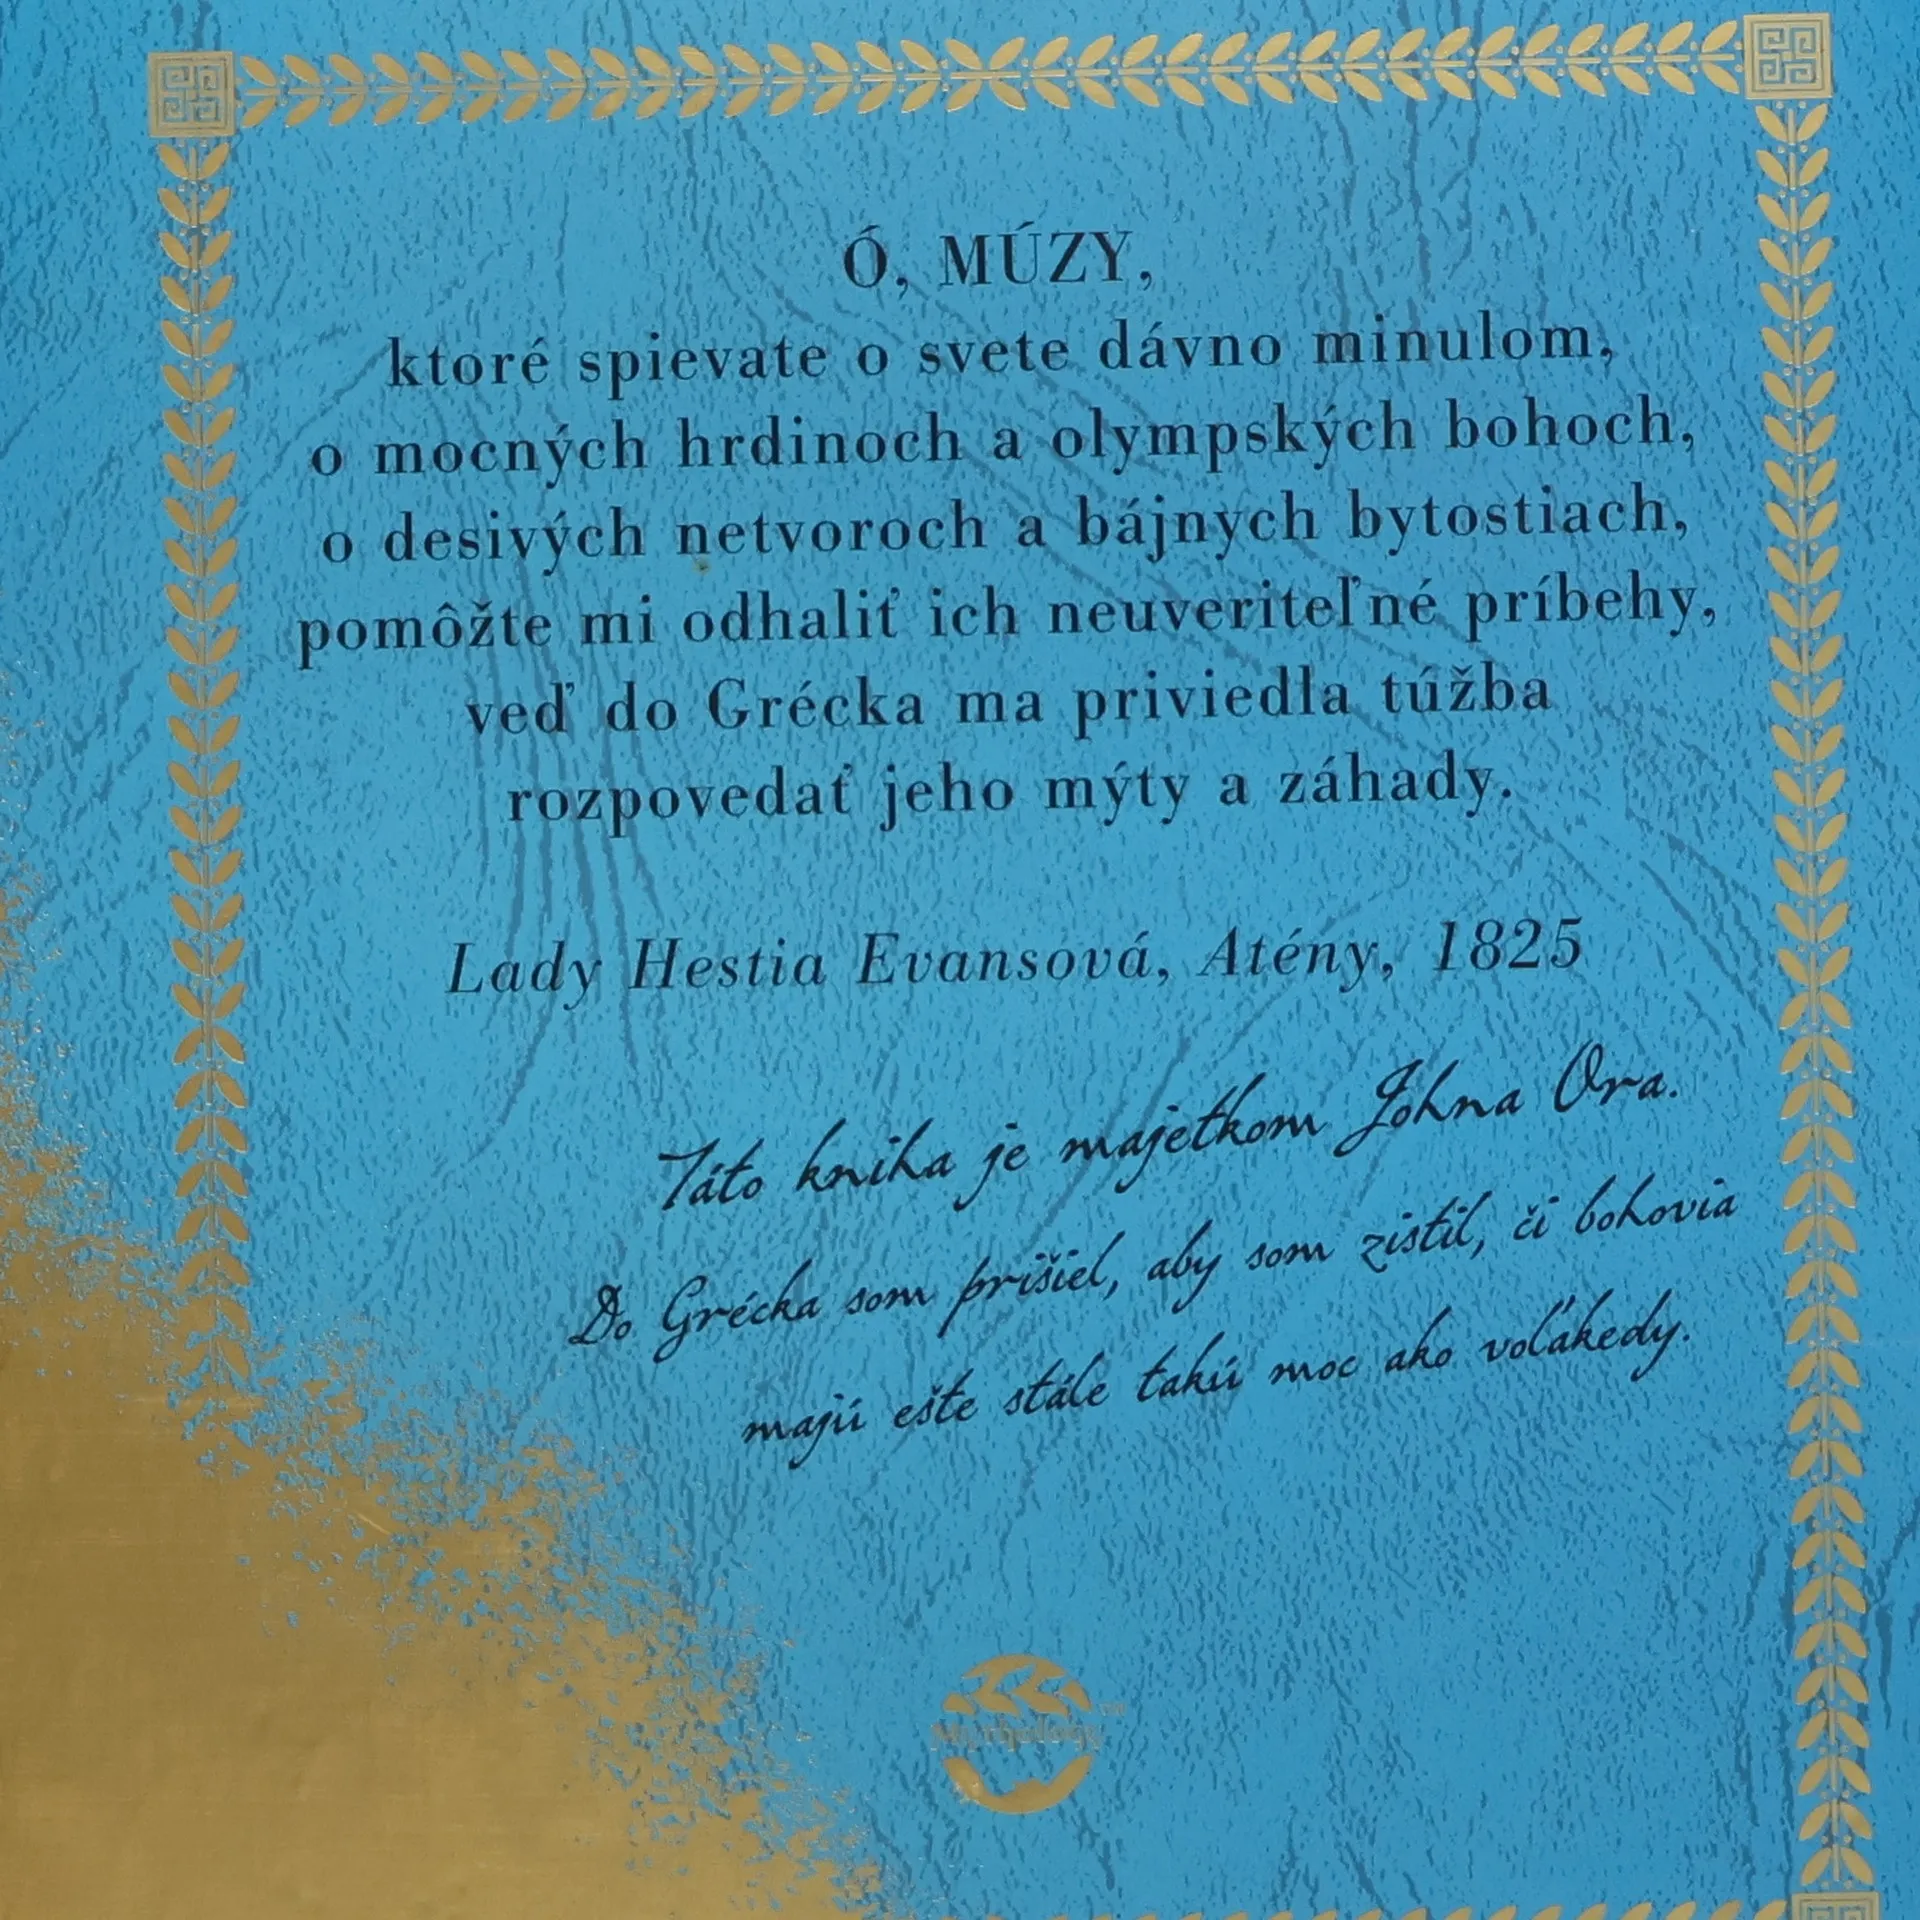 Ó, MÚZY,
ktoré spievate o svete dávno minulom,
o mocných hrdinoch a olympských bohoch,
o desivých netvoroch a bájnych bytostiach,
pomôžte mi odhaliť ich neuveriteľné príbehy,
veď do Grécka ma priviedla túžba
rozpovedať jeho mýty a záhady.
Lady Hestia Evansová, Atény, 1825
Táto kniha je majetkom Johna Ora.
Do Grécka som prišiel, aby som zistil, či bohovia
majú ešte stále takú moc ako voľakedy.
Mythology